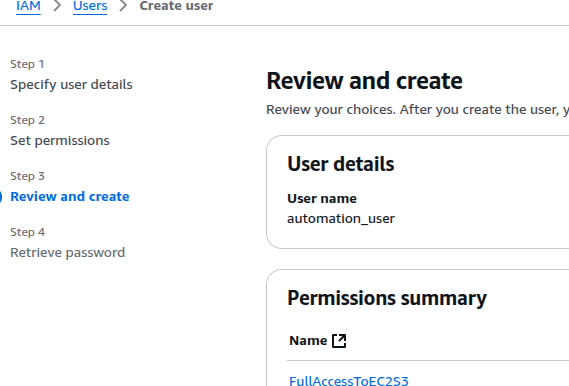 IAM > Users > Create user
Step 1
Specify user details
Step 2
Set permissions
Step 3
Review and create
Step 4
Retrieve password
Review and create
Review your choices. After you create the user, y
User details
User name
automation_user
Permissions summary
Name
FullAccessToEC2S3